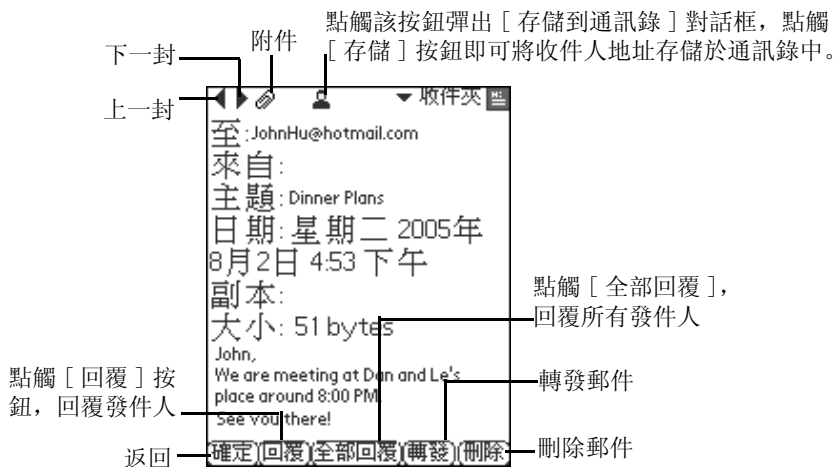 點觸該按鈕彈出［存儲到通訊錄］對話框，點觸
［存儲］按鈕即可將收件人地址存儲於通訊錄中。
附件
下一封
上一封
收件夾
至:JohnHu@hotmail.com
來自:
主題:Dinner Plans
日期:星期二 2005年
8月2日 4:53 下午
副本:
大小: 51 bytes
John,
We are meeting at Dan and Le's
place around 8:00 PM.
See you there!
點觸［全部回覆］，
回覆所有發件人
點觸［回覆］按
鈕，回覆發件人
轉發郵件
返回
確定 回覆 全部回覆 轉發 刪除
刪除郵件